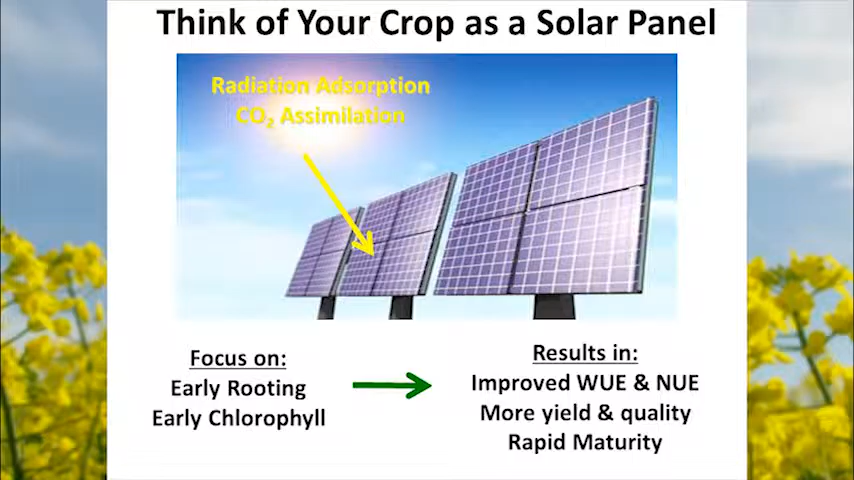 Think of Your Crop as a Solar Panel
Radiation Adsorption
CO₂ Assimilation
Focus on:
Early Rooting
Early Chlorophyll
Results in:
Improved WUE & NUE
More yield & quality
Rapid Maturity